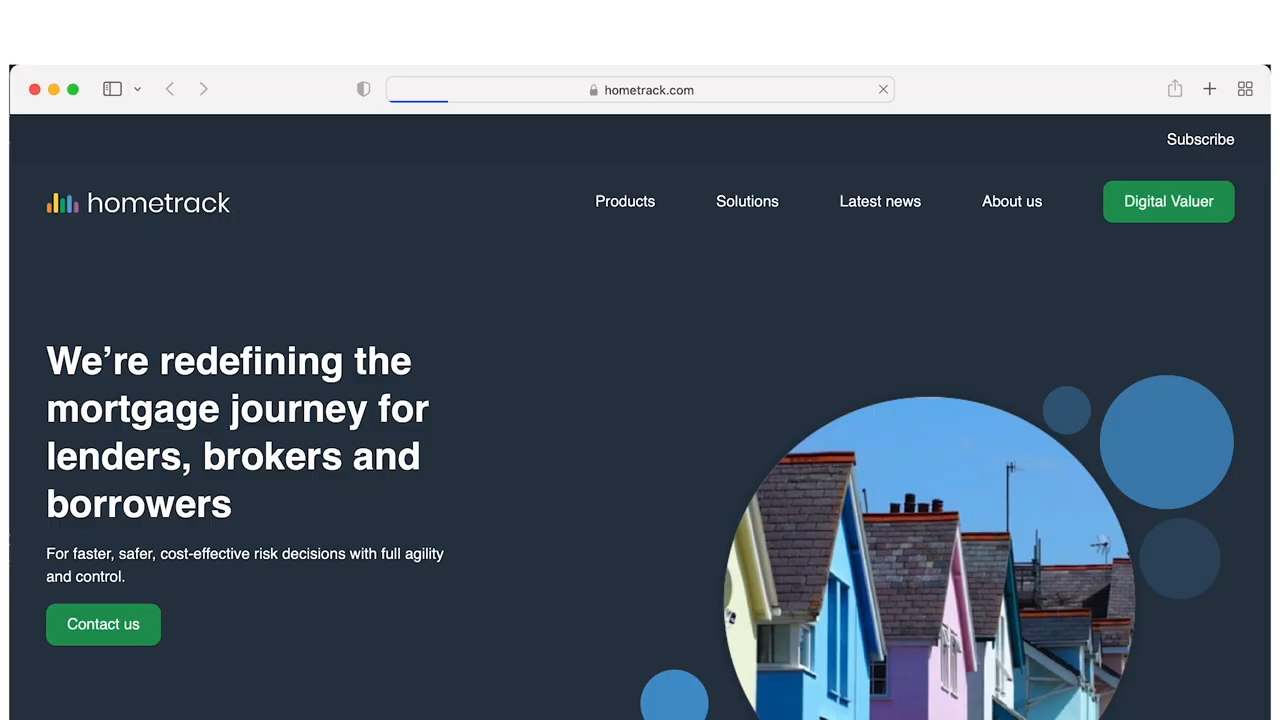 hometrack.com
Subscribe
hometrack
Products
Solutions
Latest news
About us
Digital Valuer
We’re redefining the
mortgage journey for
lenders, brokers and
borrowers
For faster, safer, cost-effective risk decisions with full agility
and control.
Contact us